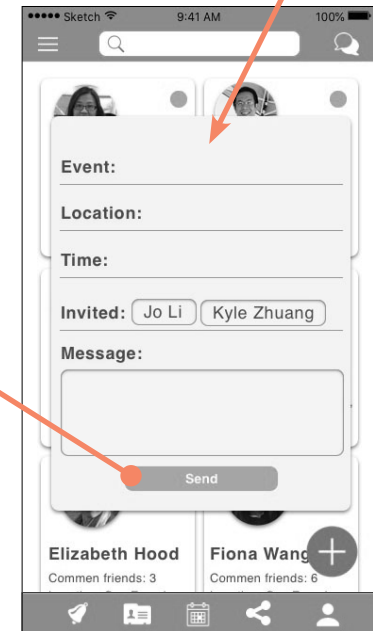 Sketch 9:41 AM 100%
Event:
Location:
Time:
Invited: Jo Li Kyle Zhuang
Message:
Send
Elizabeth Hood Fiona Wang
Commen friends: 3 Commen friends: 6